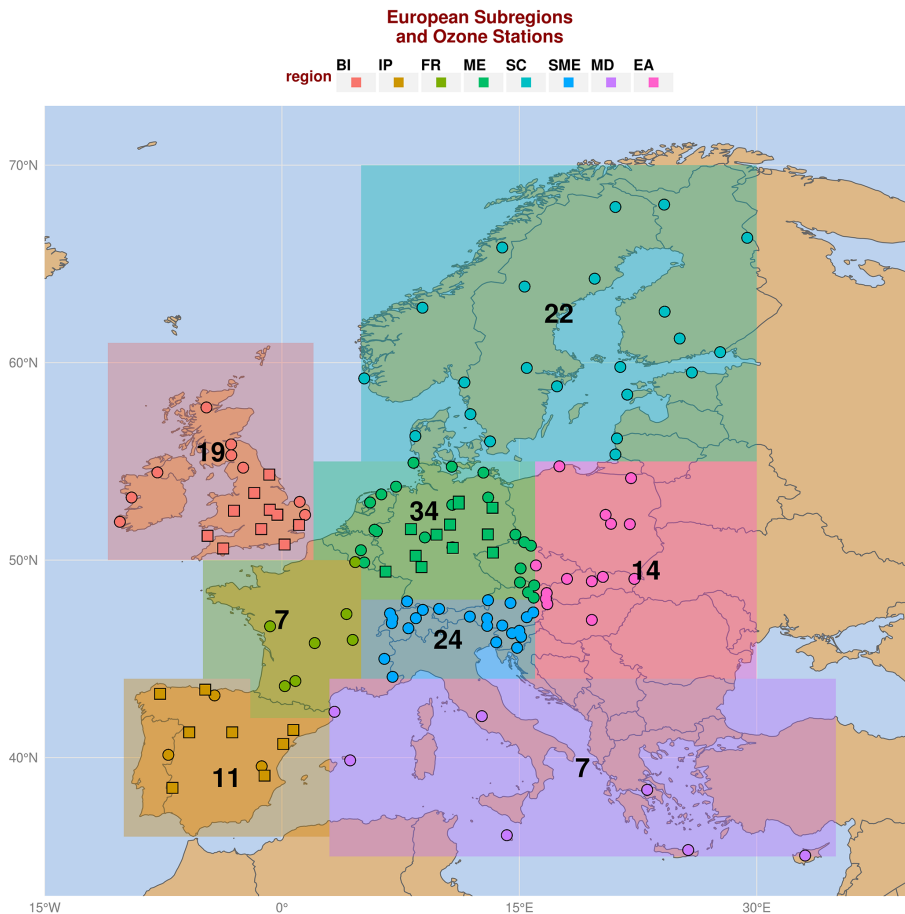 European Subregions
and Ozone Stations
region BI IP FR ME SC SME MD EA
70°N
22
60°N
19
34
50°N
14
7
24
40°N
7
11
15°W 0° 15°E 30°E